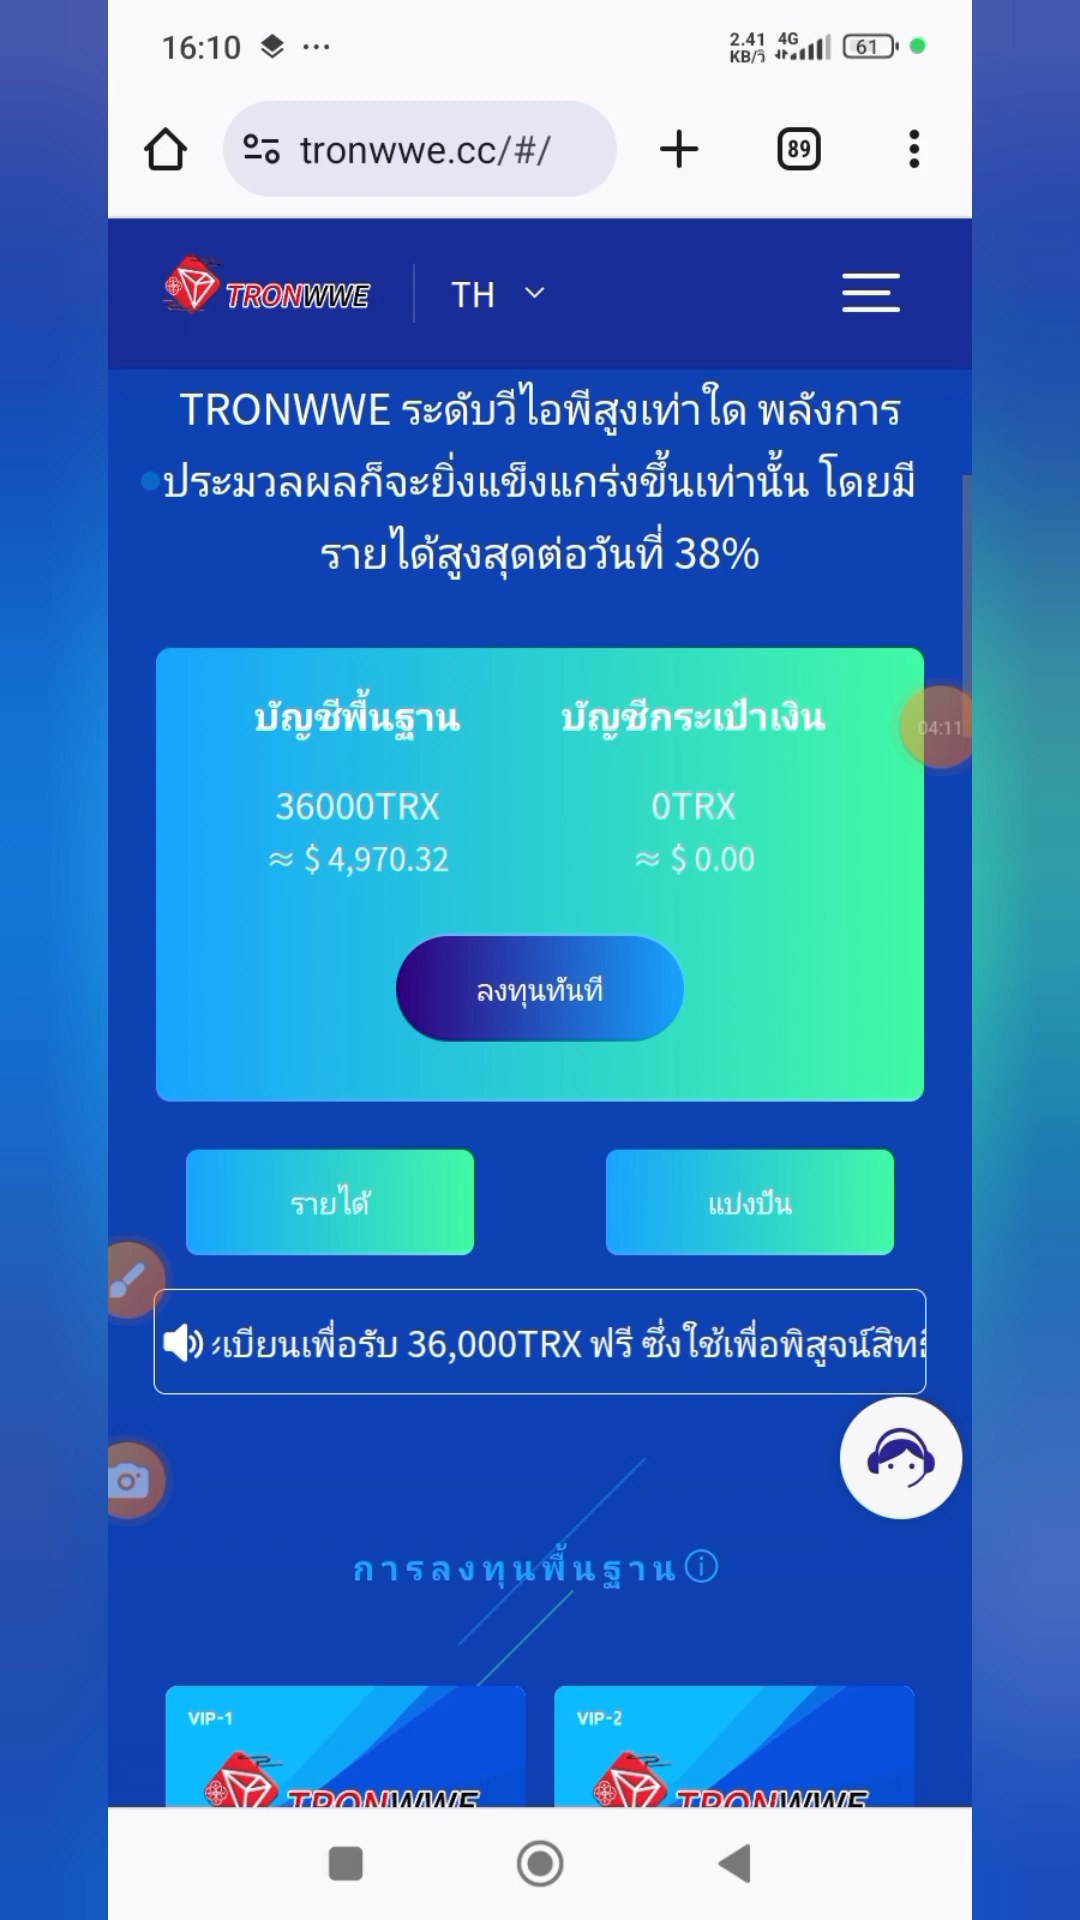 16:10
2.41 KB/วิ 4G 61
tronwwe.cc/#/
89
TRONWWE TH
TRONWWE ระดับวีไอพีสูงเท่าใด พลังการ
ประมวลผลก็จะยิ่งแข็งแกร่งขึ้นเท่านั้น โดยมี
รายได้สูงสุดต่อวันที่ 38%
บัญชีพื้นฐาน บัญชีกระเป๋าเงิน
04:11
36000TRX 0TRX
≈ $ 4,970.32 ≈ $ 0.00
ลงทุนทันที
รายได้ แบ่งปัน
ะเบียนเพื่อรับ 36,000TRX ฟรี ซึ่งใช้เพื่อพิสูจน์สิทธิ
การลงทุนพื้นฐาน
VIP-1 VIP-2
TRONWWE TRONWWE